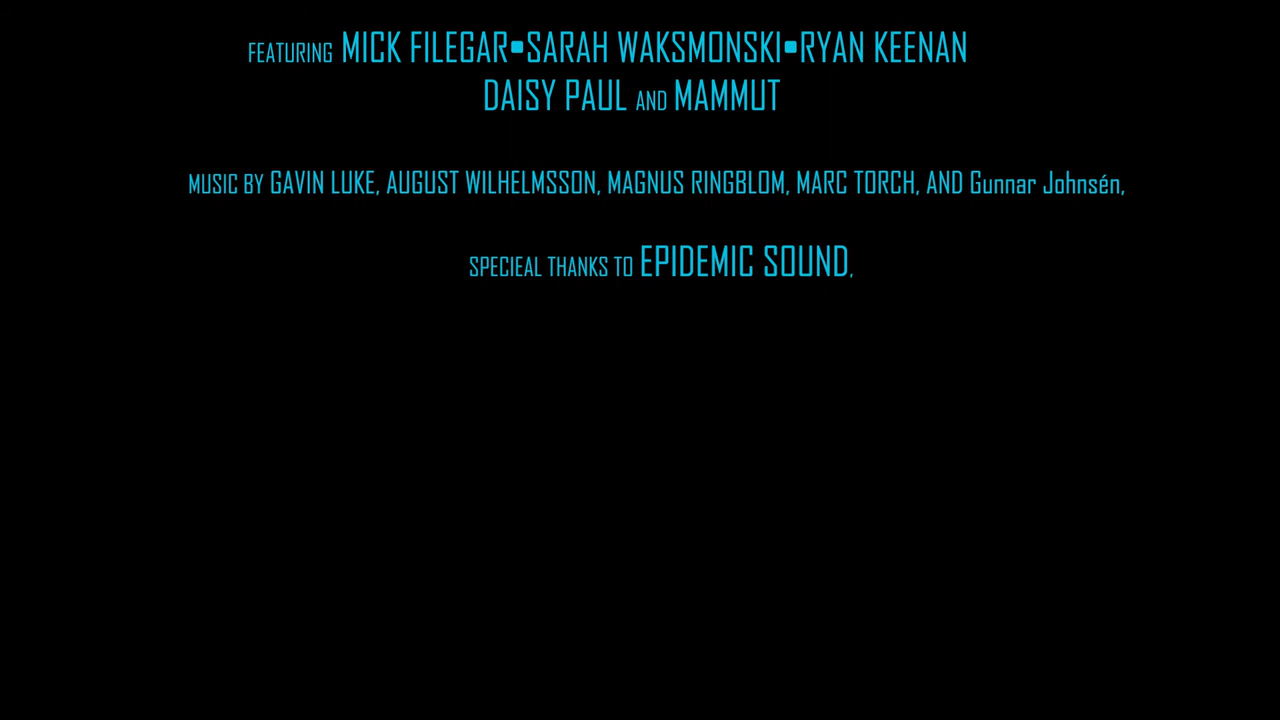 FEATURING MICK FILEGAR▪SARAH WAKSMONSKI▪RYAN KEENAN
DAISY PAUL AND MAMMUT
MUSIC BY GAVIN LUKE, AUGUST WILHELMSSON, MAGNUS RINGBLOM, MARC TORCH, AND Gunnar Johnsén,
SPECIEAL THANKS TO EPIDEMIC SOUND,